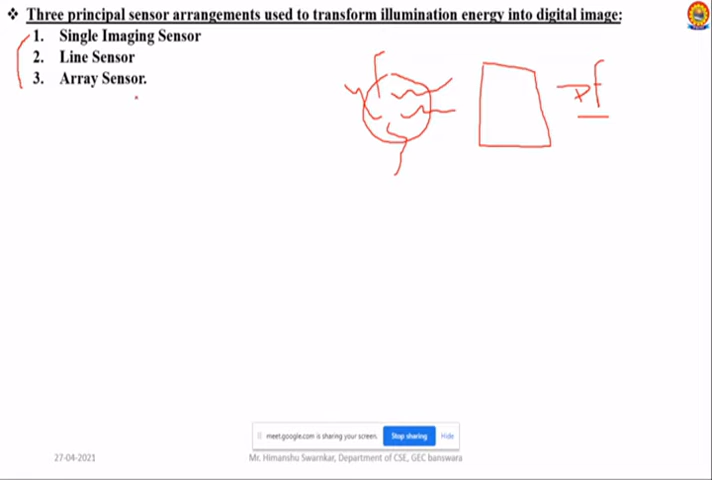 ❖ Three principal sensor arrangements used to transform illumination energy into digital image:
1. Single Imaging Sensor
2. Line Sensor
3. Array Sensor.
f
meet.google.com is sharing your screen. Stop sharing Hide
27-04-2021 Mr. Himanshu Swarnkar, Department of CSE, GEC banswara